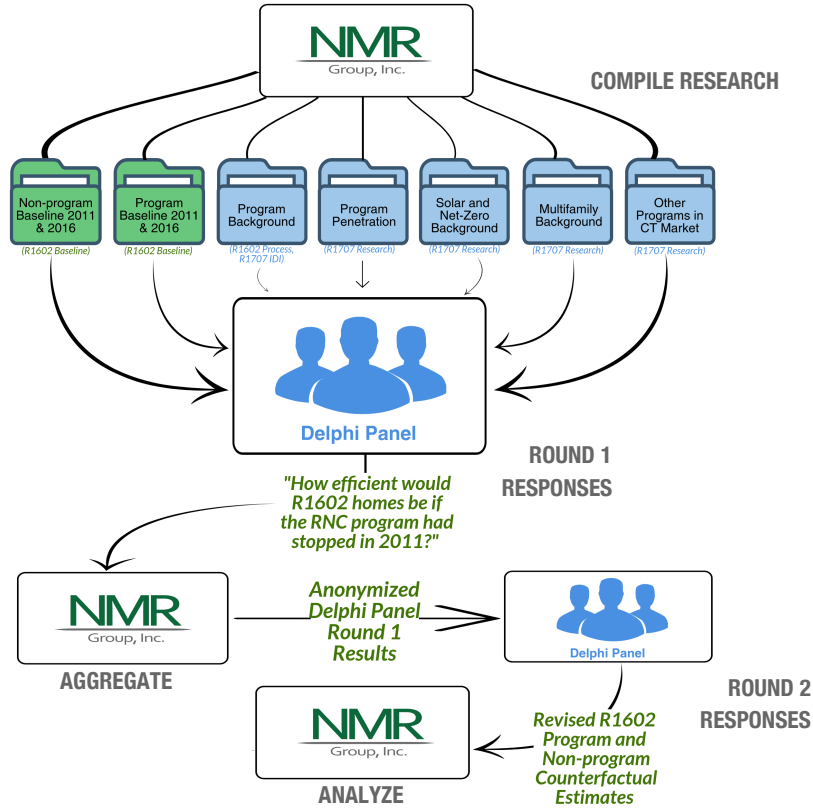 NMR
Group, Inc.
COMPILE RESEARCH
Non-program
Baseline 2011
& 2016
(R1602 Baseline)
Program
Baseline 2011
& 2016
(R1602 Baseline)
Program
Background
(R1602 Process,
R1707 IDI)
Program
Penetration
(R1707 Research)
Solar and
Net-Zero
Background
(R1707 Research)
Multifamily
Background
(R1707 Research)
Other
Programs in
CT Market
(R1707 Research)
Delphi Panel
ROUND 1
RESPONSES
"How efficient would
R1602 homes be if
the RNC program had
stopped in 2011?"
NMR
Group, Inc.
AGGREGATE
Anonymized
Delphi Panel
Round 1
Results
Delphi Panel
ROUND 2
RESPONSES
Revised R1602
Program and
Non-program
Counterfactual
Estimates
NMR
Group, Inc.
ANALYZE